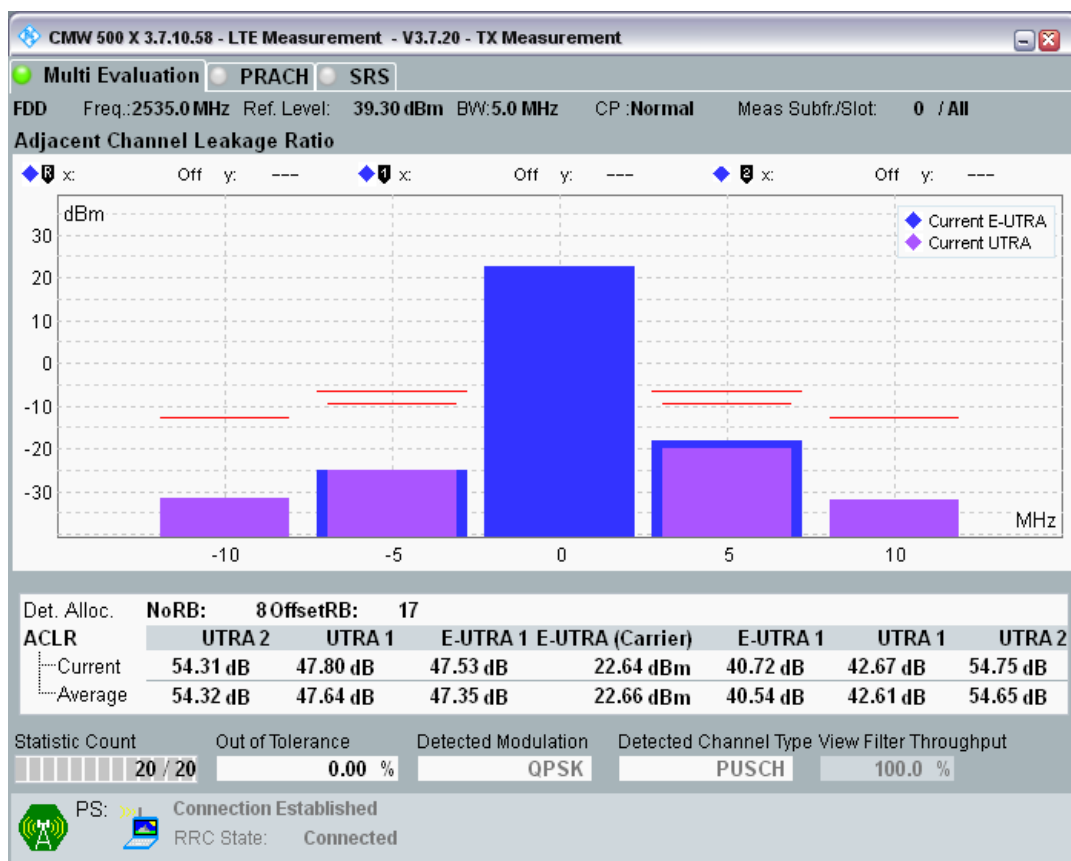 CMW 500 X 3.7.10.58 - LTE Measurement - V3.7.20 - TX Measurement
Multi Evaluation PRACH SRS
FDD Freq.:2535.0 MHz Ref. Level: 39.30 dBm BW:5.0 MHz CP :Normal Meas Subfr./Slot: 0 / All
Adjacent Channel Leakage Ratio
R x: Off y: --- 1 x: Off y: --- 2 x: Off y: ---
dBm
Current E-UTRA
Current UTRA
30
20
10
0
-10
-20
-30
MHz
-10 -5 0 5 10
Det. Alloc. NoRB: 8 OffsetRB: 17
ACLR UTRA 2 UTRA 1 E-UTRA 1 E-UTRA (Carrier) E-UTRA 1 UTRA 1 UTRA 2
Current 54.31 dB 47.80 dB 47.53 dB 22.64 dBm 40.72 dB 42.67 dB 54.75 dB
Average 54.32 dB 47.64 dB 47.35 dB 22.66 dBm 40.54 dB 42.61 dB 54.65 dB
Statistic Count Out of Tolerance Detected Modulation Detected Channel Type View Filter Throughput
20 / 20 0.00 % QPSK PUSCH 100.0 %
PS: Connection Established
RRC State: Connected